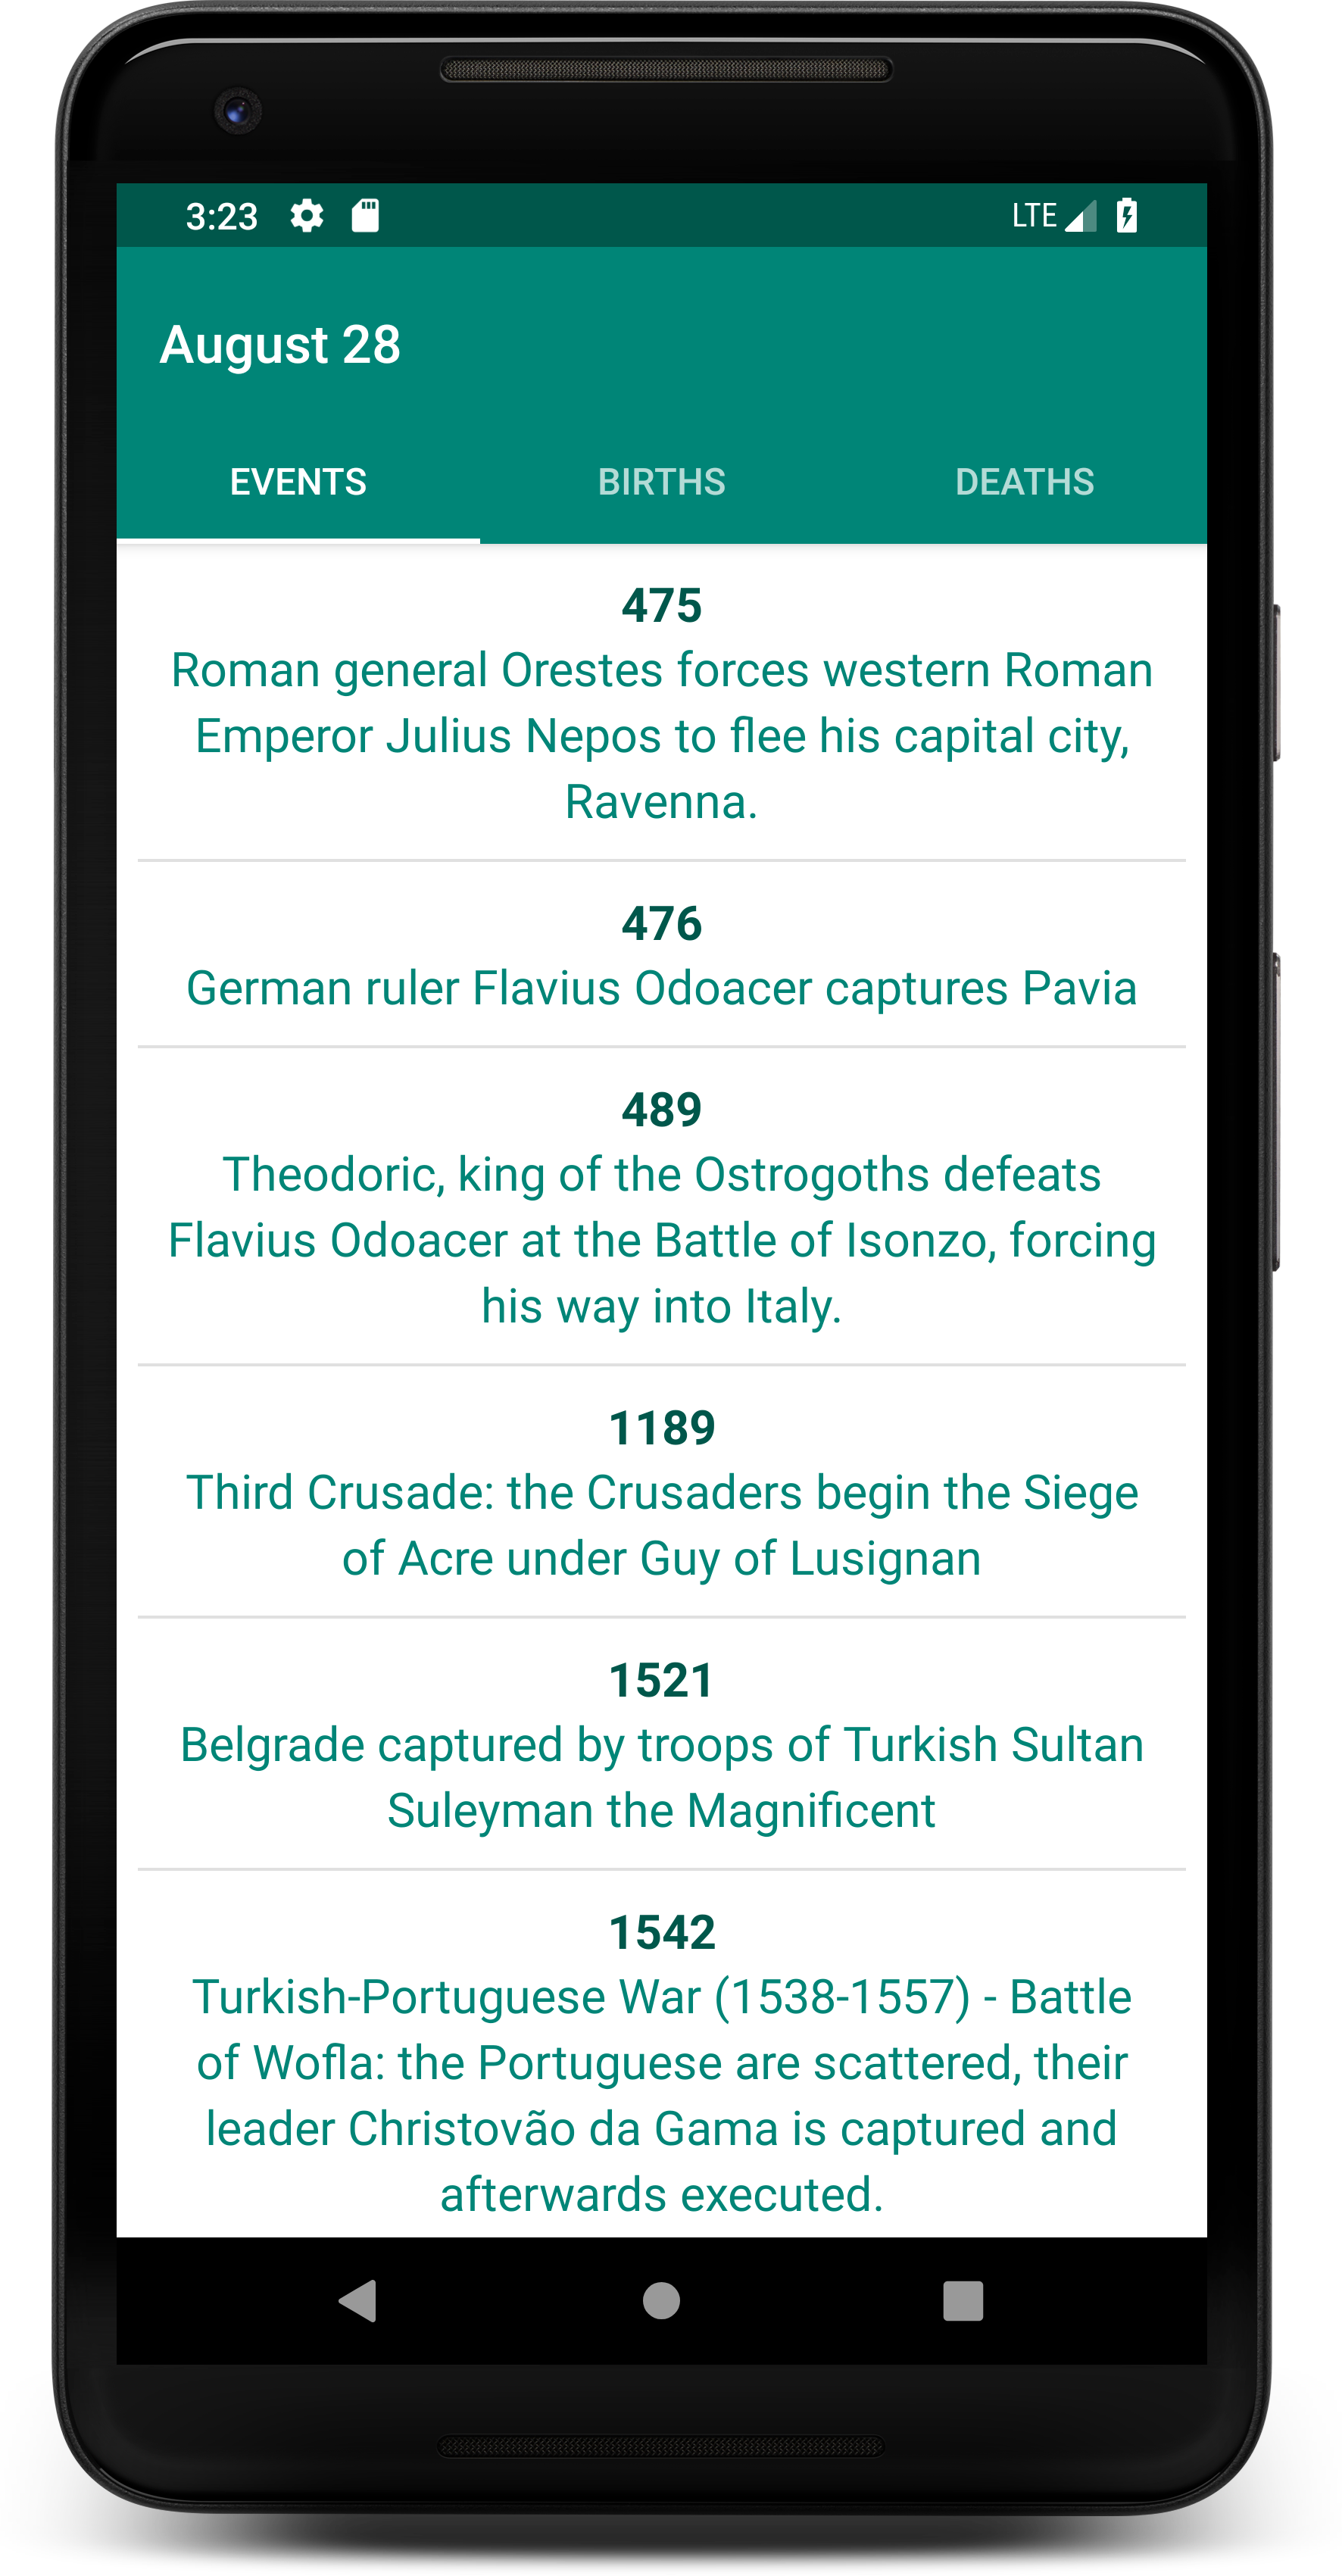 3:23 LTE
August 28
EVENTS BIRTHS DEATHS
475
Roman general Orestes forces western Roman
Emperor Julius Nepos to flee his capital city,
Ravenna.
476
German ruler Flavius Odoacer captures Pavia
489
Theodoric, king of the Ostrogoths defeats
Flavius Odoacer at the Battle of Isonzo, forcing
his way into Italy.
1189
Third Crusade: the Crusaders begin the Siege
of Acre under Guy of Lusignan
1521
Belgrade captured by troops of Turkish Sultan
Suleyman the Magnificent
1542
Turkish-Portuguese War (1538-1557) - Battle
of Wofla: the Portuguese are scattered, their
leader Christovão da Gama is captured and
afterwards executed.